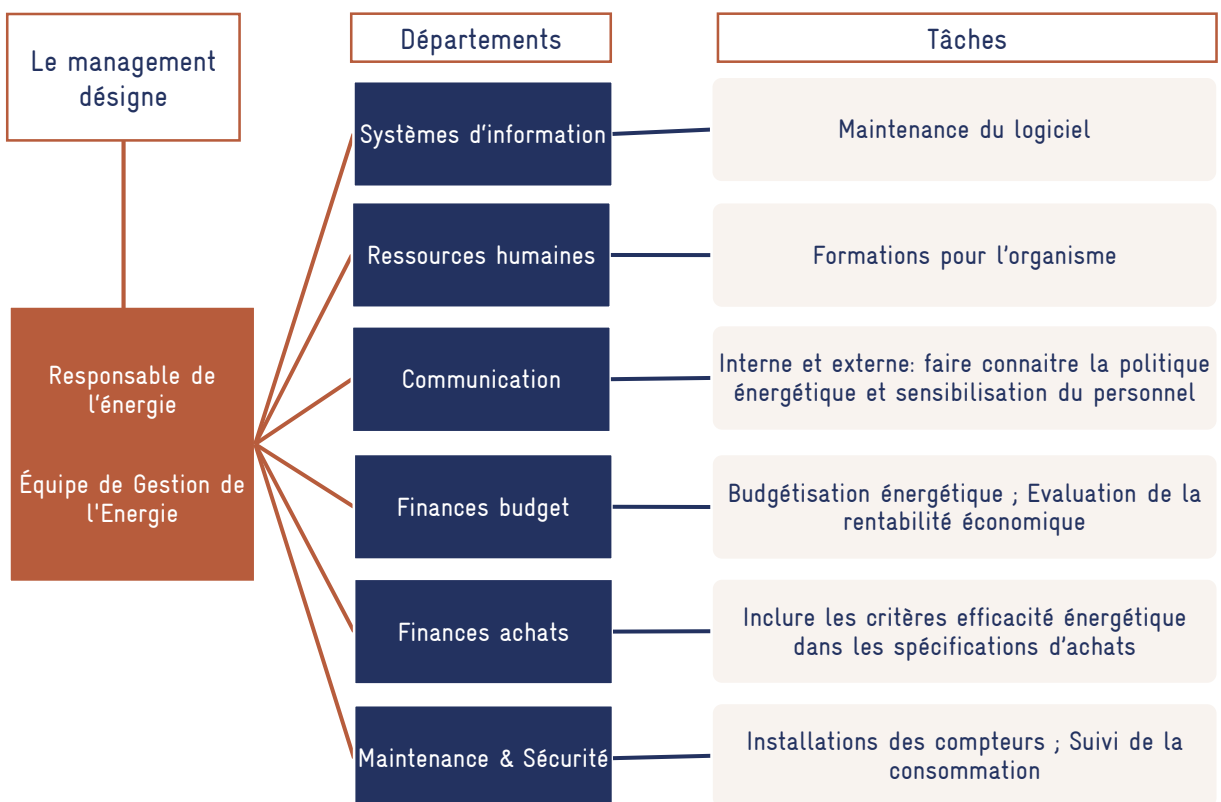 Le management
désigne
Départements
Tâches
Systèmes d'information
Maintenance du logiciel
Ressources humaines
Formations pour l'organisme
Communication
Interne et externe: faire connaitre la politique
énergétique et sensibilisation du personnel
Responsable de
l'énergie
Équipe de Gestion de
l'Energie
Finances budget
Budgétisation énergétique ; Evaluation de la
rentabilité économique
Finances achats
Inclure les critères efficacité énergétique
dans les spécifications d'achats
Maintenance & Sécurité
Installations des compteurs ; Suivi de la
consommation